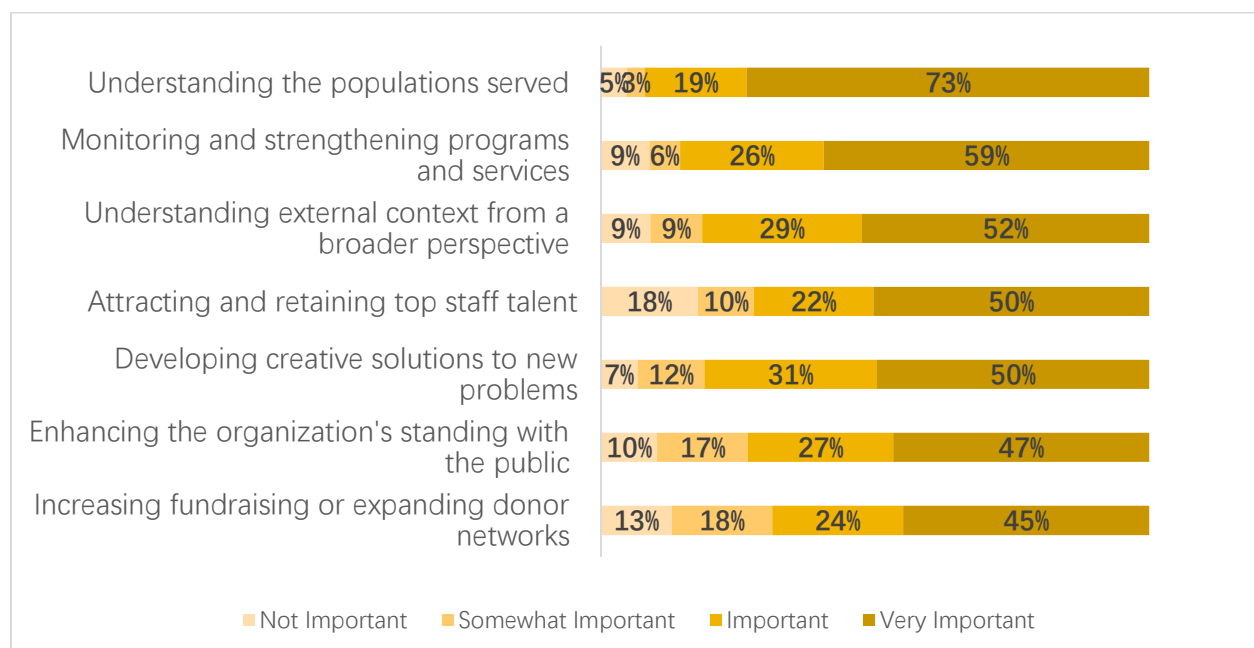 Understanding the populations served
5% 3% 19% 73%
Monitoring and strengthening programs
and services
9% 6% 26% 59%
Understanding external context from a
broader perspective
9% 9% 29% 52%
Attracting and retaining top staff talent
18% 10% 22% 50%
Developing creative solutions to new
problems
7% 12% 31% 50%
Enhancing the organization's standing with
the public
10% 17% 27% 47%
Increasing fundraising or expanding donor
networks
13% 18% 24% 45%
Not Important Somewhat Important Important Very Important